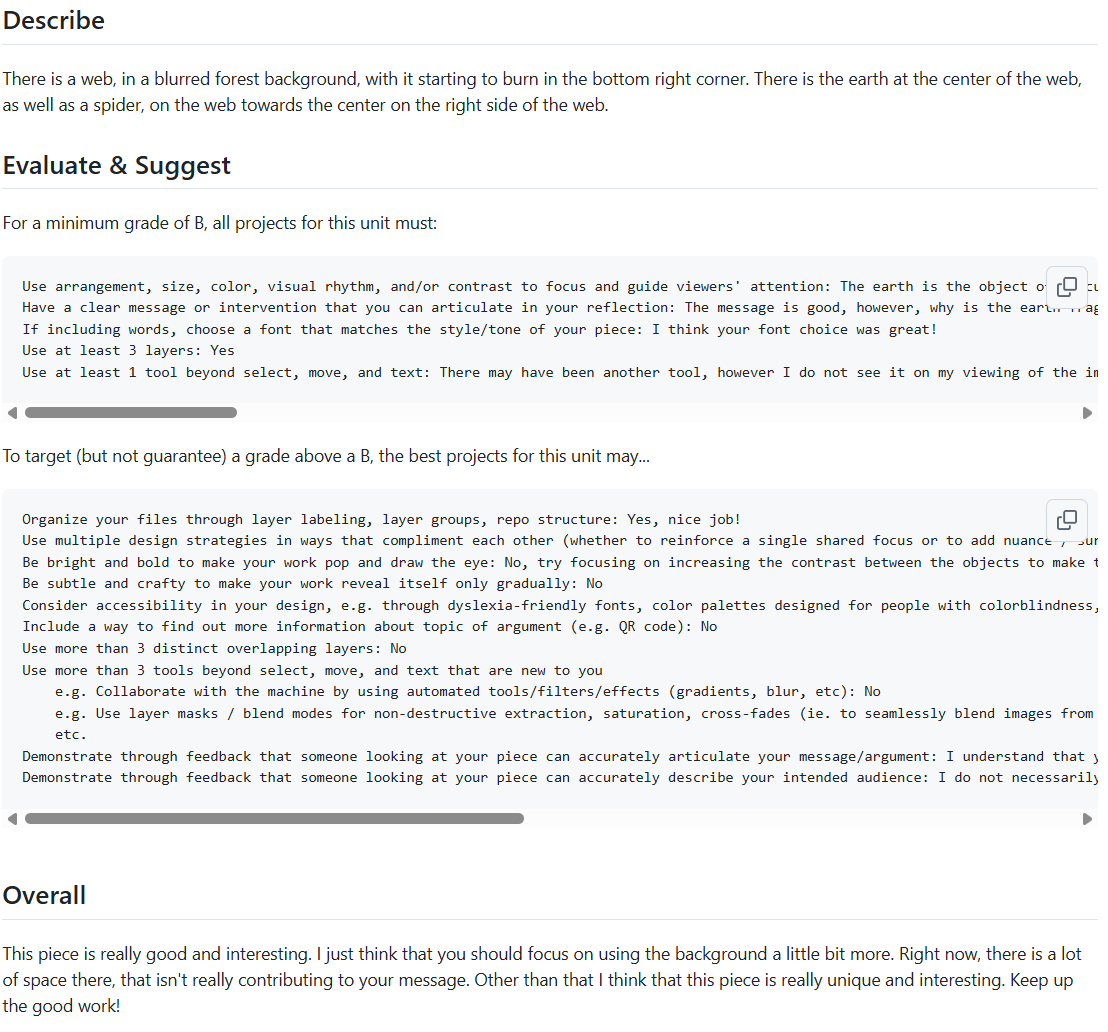 Describe
There is a web, in a blurred forest background, with it starting to burn in the bottom right corner. There is the earth at the center of the web,
as well as a spider, on the web towards the center on the right side of the web.
Evaluate & Suggest
For a minimum grade of B, all projects for this unit must:
Use arrangement, size, color, visual rhythm, and/or contrast to focus and guide viewers' attention: The earth is the object
Have a clear message or intervention that you can articulate in your reflection: The message is good, however, why is the
If including words, choose a font that matches the style/tone of your piece: I think your font choice was great!
Use at least 3 layers: Yes
Use at least 1 tool beyond select, move, and text: There may have been another tool, however I do not see it on my viewing of the
To target (but not guarantee) a grade above a B, the best projects for this unit may...
Organize your files through layer labeling, layer groups, repo structure: Yes, nice job!
Use multiple design strategies in ways that compliment each other (whether to reinforce a single shared focus or to add nuance /
Be bright and bold to make your work pop and draw the eye: No, try focusing on increasing the contrast between the objects to make
Be subtle and crafty to make your work reveal itself only gradually: No
Consider accessibility in your design, e.g. through dyslexia-friendly fonts, color palettes designed for people with colorblindness,
Include a way to find out more information about topic of argument (e.g. QR code): No
Use more than 3 distinct overlapping layers: No
Use more than 3 tools beyond select, move, and text that are new to you
e.g. Collaborate with the machine by using automated tools/filters/effects (gradients, blur, etc): No
e.g. Use layer masks / blend modes for non-destructive extraction, saturation, cross-fades (ie. to seamlessly blend images from
etc.
Demonstrate through feedback that someone looking at your piece can accurately articulate your message/argument: I understand that
Demonstrate through feedback that someone looking at your piece can accurately describe your intended audience: I do not necessarily
Overall
This piece is really good and interesting. I just think that you should focus on using the background a little bit more. Right now, there is a lot
of space there, that isn't really contributing to your message. Other than that I think that this piece is really unique and interesting. Keep up
the good work!